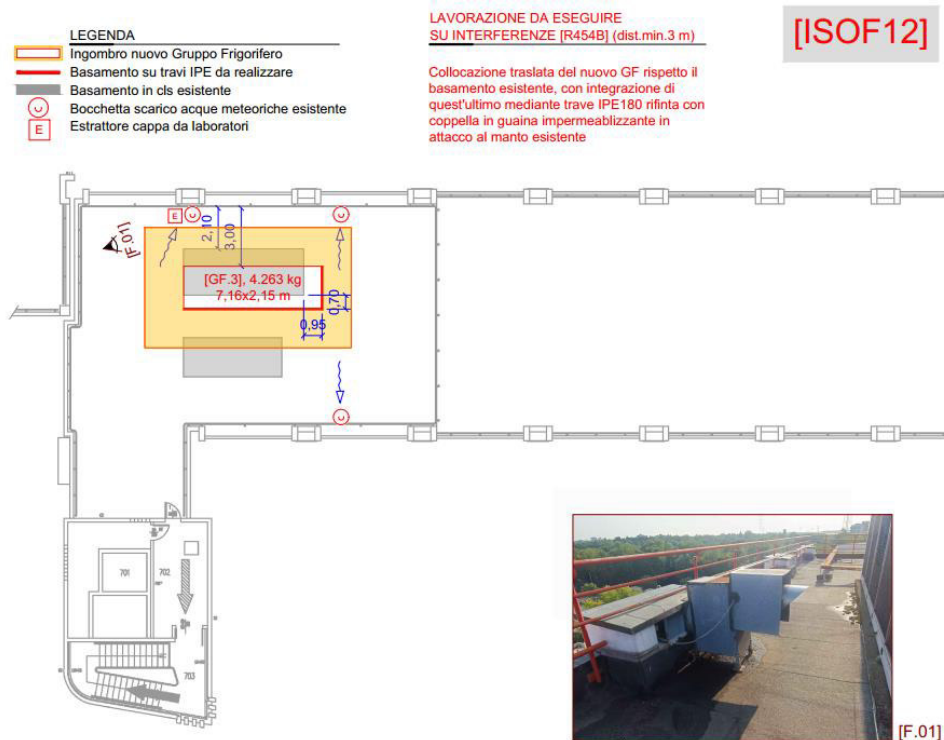 LEGENDA
Ingombro nuovo Gruppo Frigorifero
Basamento su travi IPE da realizzare
Basamento in cls esistente
Bocchetta scarico acque meteoriche esistente
E Estrattore cappa da laboratori
LAVORAZIONE DA ESEGUIRE
SU INTERFERENZE [R454B] (dist.min.3 m)
Collocazione traslata del nuovo GF rispetto il
basamento esistente, con integrazione di
quest'ultimo mediante trave IPE180 rifinta con
coppella in guaina impermeablizzante in
attacco al manto esistente
[ISOF12]
E
[F.01]
2,10
3,00
[GF.3], 4.263 kg
7,16x2,15 m
0,70
0,95
701
702
703
[F.01]